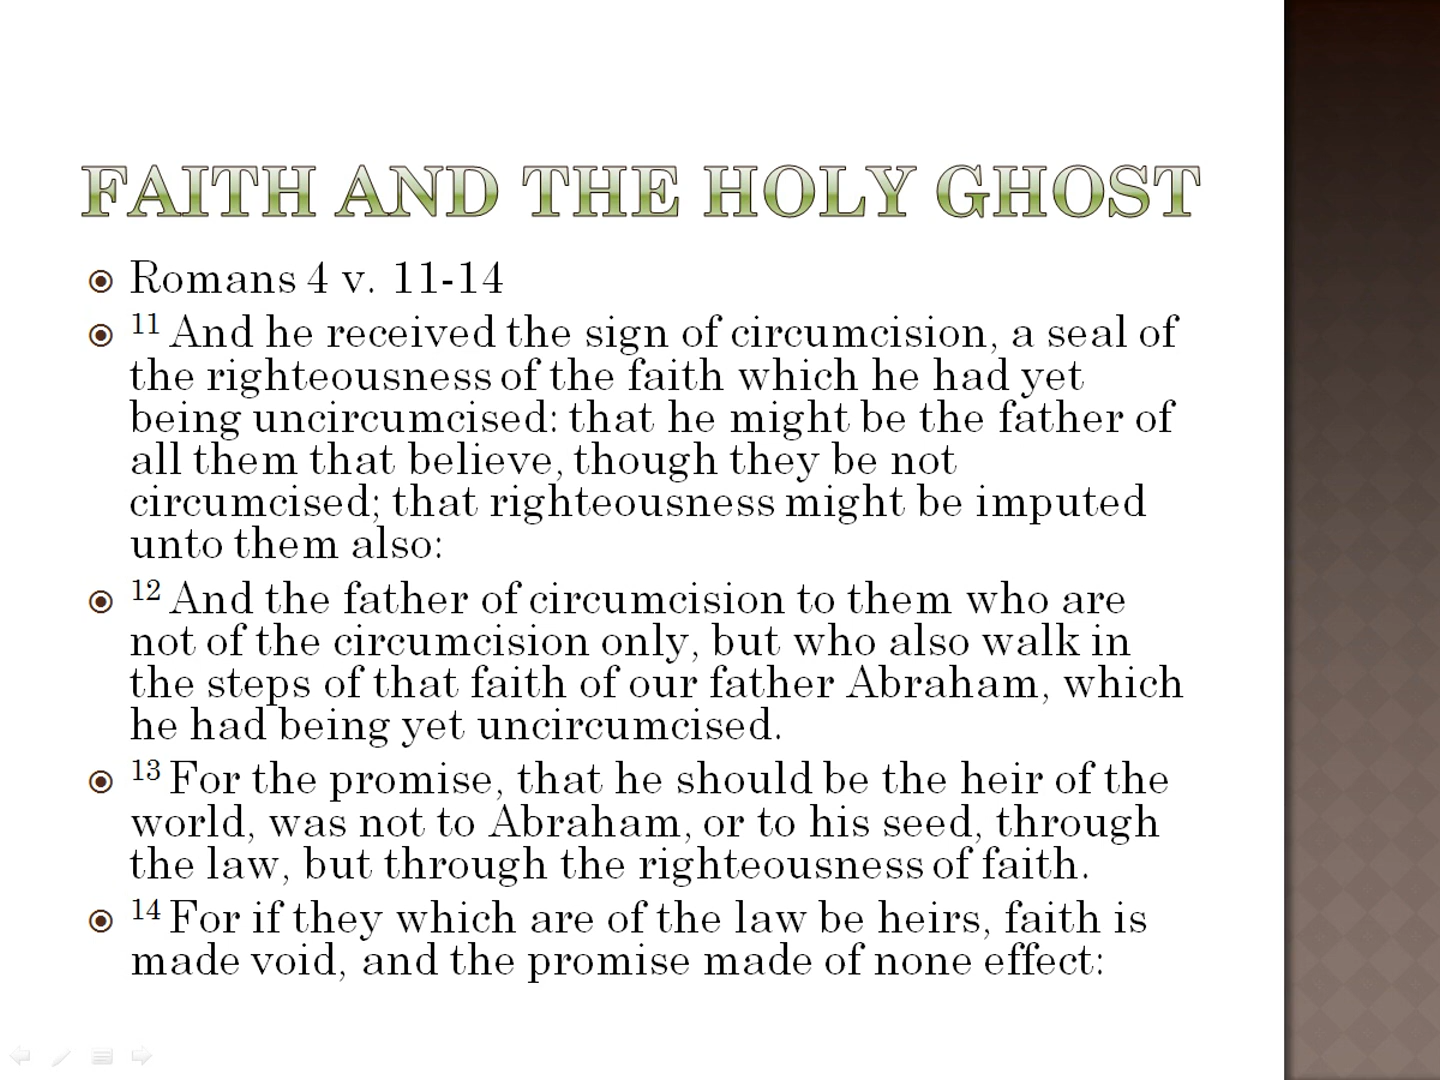 FAITH AND THE HOLY GHOST
Romans 4 v. 11-14
11 And he received the sign of circumcision, a seal of
the righteousness of the faith which he had yet
being uncircumcised: that he might be the father of
all them that believe, though they be not
circumcised; that righteousness might be imputed
unto them also:
12 And the father of circumcision to them who are
not of the circumcision only, but who also walk in
the steps of that faith of our father Abraham, which
he had being yet uncircumcised.
13 For the promise, that he should be the heir of the
world, was not to Abraham, or to his seed, through
the law, but through the righteousness of faith.
14 For if they which are of the law be heirs, faith is
made void, and the promise made of none effect: